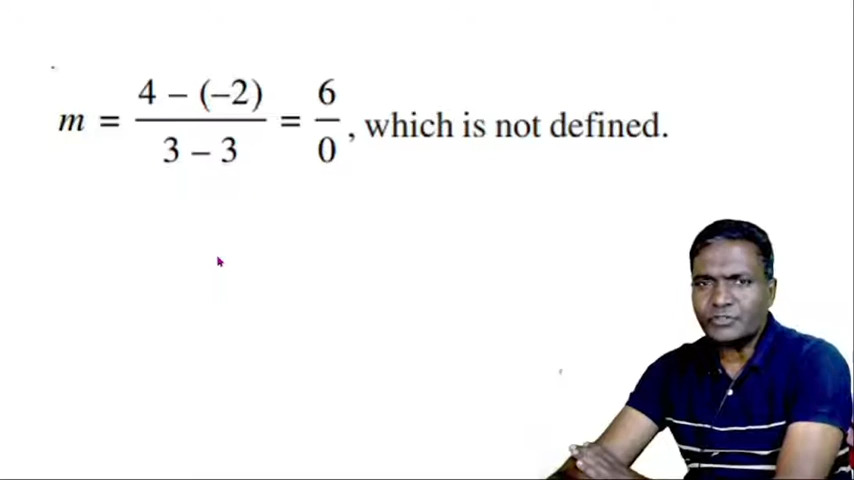 m = 4 – (–2) / 3 – 3 = 6 / 0 , which is not defined.